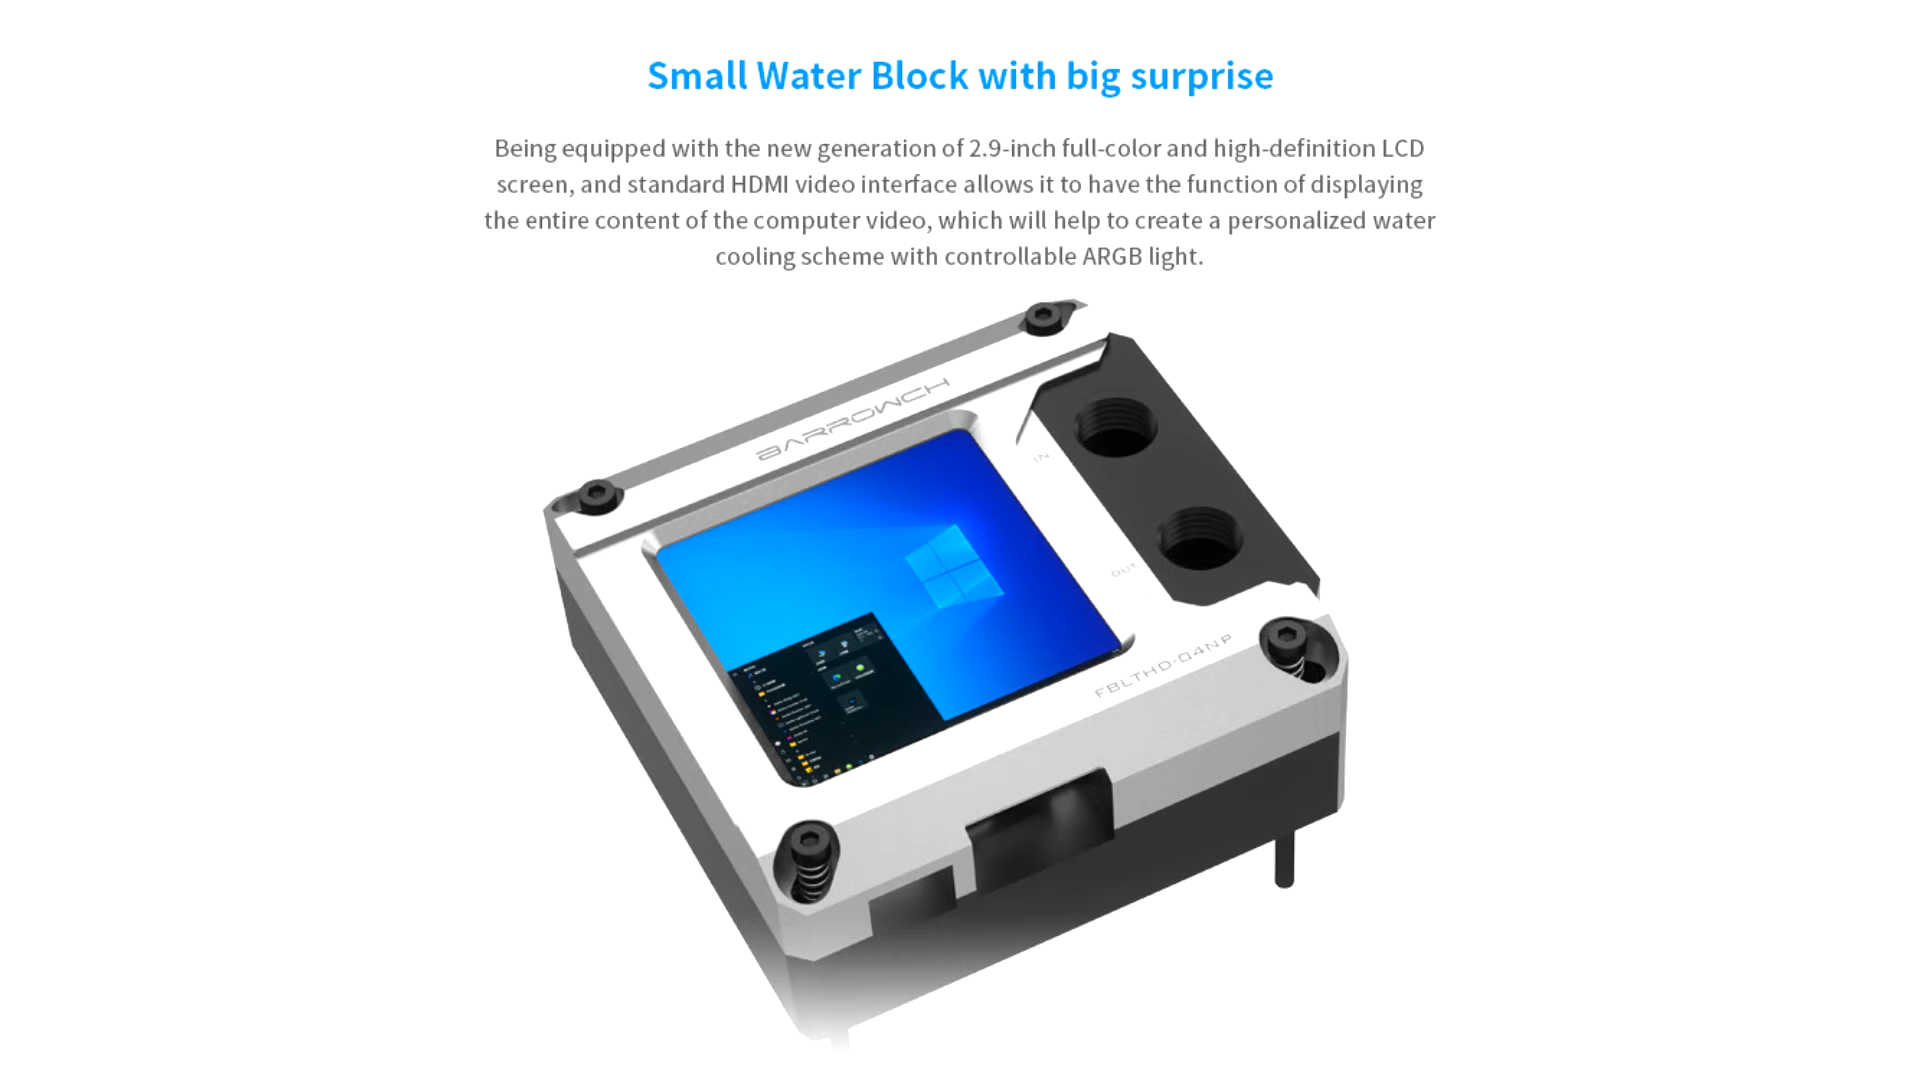 Small Water Block with big surprise
Being equipped with the new generation of 2.9-inch full-color and high-definition LCD
screen, and standard HDMI video interface allows it to have the function of displaying
the entire content of the computer video, which will help to create a personalized water
cooling scheme with controllable ARGB light.
BARROWCH
IN
OUT
FBLTHD-04NP